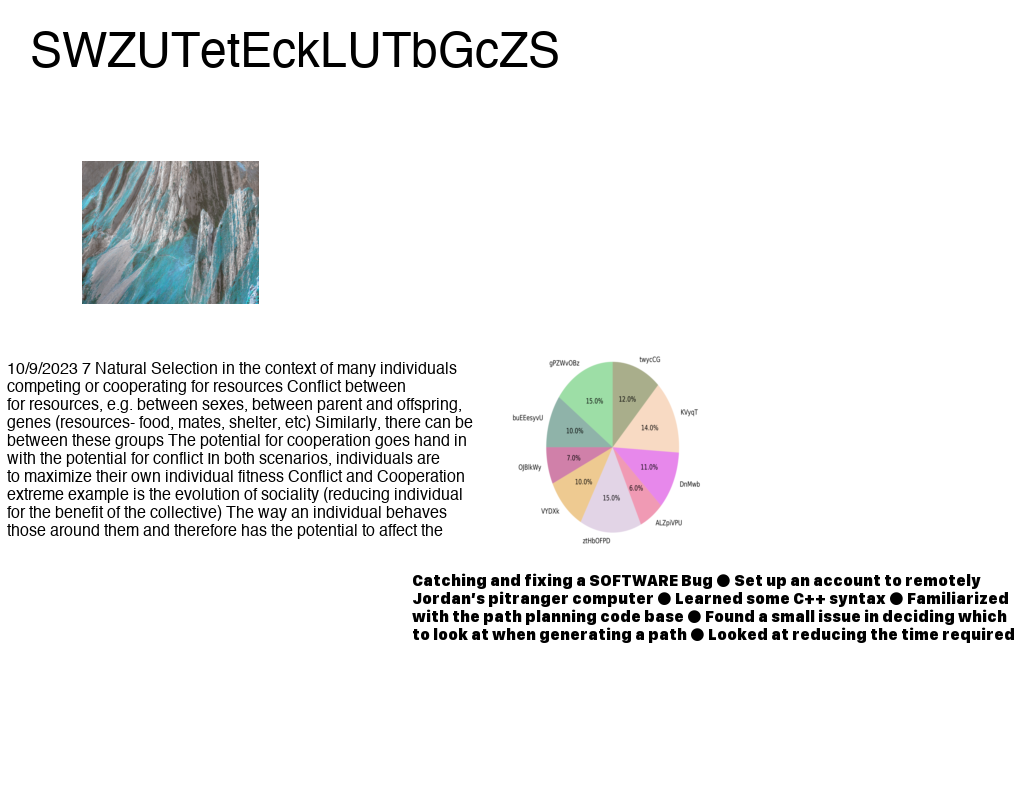 SWZUTetEckLUTbGcZS
10/9/2023 7 Natural Selection in the context of many individuals
competing or cooperating for resources Conflict between
for resources, e.g. between sexes, between parent and offspring,
genes (resources- food, mates, shelter, etc) Similarly, there can be
between these groups The potential for cooperation goes hand in
with the potential for conflict In both scenarios, individuals are
to maximize their own individual fitness Conflict and Cooperation
extreme example is the evolution of sociality (reducing individual
for the benefit of the collective) The way an individual behaves
those around them and therefore has the potential to affect the
twycCG
gPZWvOBz
12.0%
15.0%
KVyqT
buEEesyvU
14.0%
10.0%
7.0%
OJBlkWy
11.0%
10.0%
6.0%
DnMwb
15.0%
VYDXk
ALZpiVPU
ztHbOFPD
Catching and fixing a SOFTWARE Bug ● Set up an account to remotely
Jordan's pitranger computer ● Learned some C++ syntax ● Familiarized
with the path planning code base ● Found a small issue in deciding which
to look at when generating a path ● Looked at reducing the time required